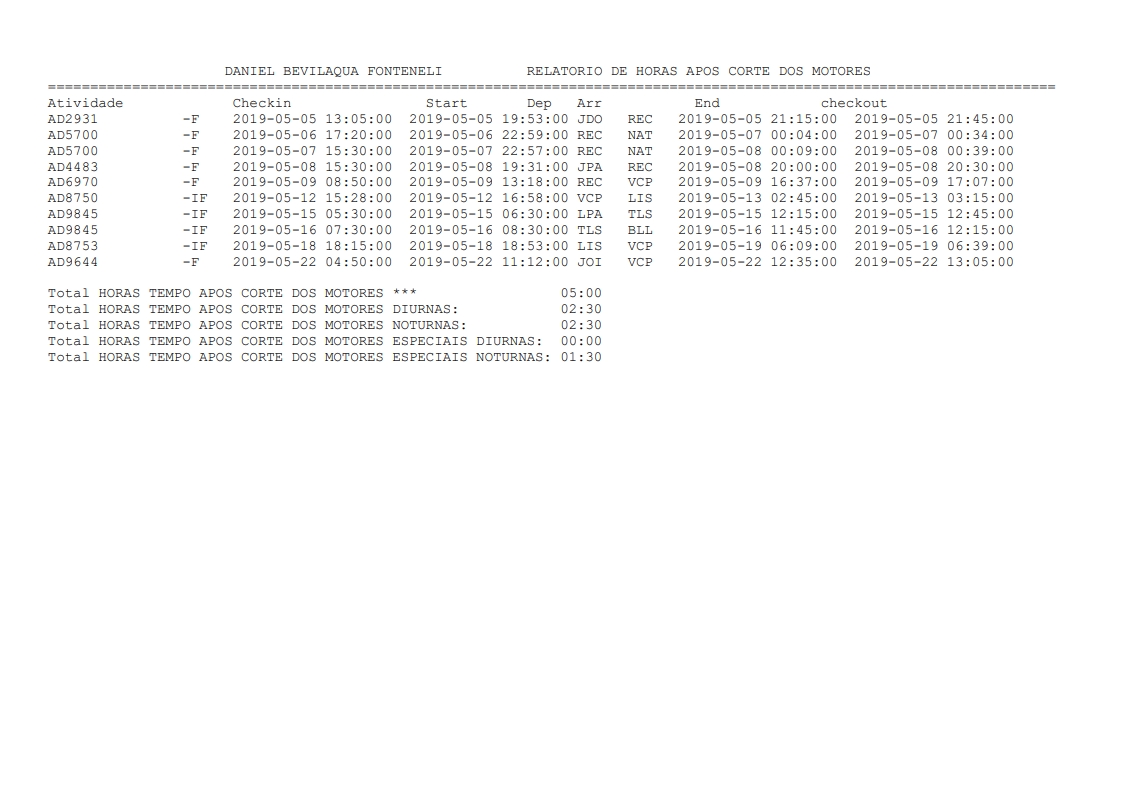 DANIEL BEVILAQUA FONTENELI RELATORIO DE HORAS APOS CORTE DOS MOTORES
========================================================================================================================
Atividade Checkin Start Dep Arr End checkout
AD2931 -F 2019-05-05 13:05:00 2019-05-05 19:53:00 JDO REC 2019-05-05 21:15:00 2019-05-05 21:45:00
AD5700 -F 2019-05-06 17:20:00 2019-05-06 22:59:00 REC NAT 2019-05-07 00:04:00 2019-05-07 00:34:00
AD5700 -F 2019-05-07 15:30:00 2019-05-07 22:57:00 REC NAT 2019-05-08 00:09:00 2019-05-08 00:39:00
AD4483 -F 2019-05-08 15:30:00 2019-05-08 19:31:00 JPA REC 2019-05-08 20:00:00 2019-05-08 20:30:00
AD6970 -F 2019-05-09 08:50:00 2019-05-09 13:18:00 REC VCP 2019-05-09 16:37:00 2019-05-09 17:07:00
AD8750 -IF 2019-05-12 15:28:00 2019-05-12 16:58:00 VCP LIS 2019-05-13 02:45:00 2019-05-13 03:15:00
AD9845 -IF 2019-05-15 05:30:00 2019-05-15 06:30:00 LPA TLS 2019-05-15 12:15:00 2019-05-15 12:45:00
AD9845 -IF 2019-05-16 07:30:00 2019-05-16 08:30:00 TLS BLL 2019-05-16 11:45:00 2019-05-16 12:15:00
AD8753 -IF 2019-05-18 18:15:00 2019-05-18 18:53:00 LIS VCP 2019-05-19 06:09:00 2019-05-19 06:39:00
AD9644 -F 2019-05-22 04:50:00 2019-05-22 11:12:00 JOI VCP 2019-05-22 12:35:00 2019-05-22 13:05:00
Total HORAS TEMPO APOS CORTE DOS MOTORES *** 05:00
Total HORAS TEMPO APOS CORTE DOS MOTORES DIURNAS: 02:30
Total HORAS TEMPO APOS CORTE DOS MOTORES NOTURNAS: 02:30
Total HORAS TEMPO APOS CORTE DOS MOTORES ESPECIAIS DIURNAS: 00:00
Total HORAS TEMPO APOS CORTE DOS MOTORES ESPECIAIS NOTURNAS: 01:30